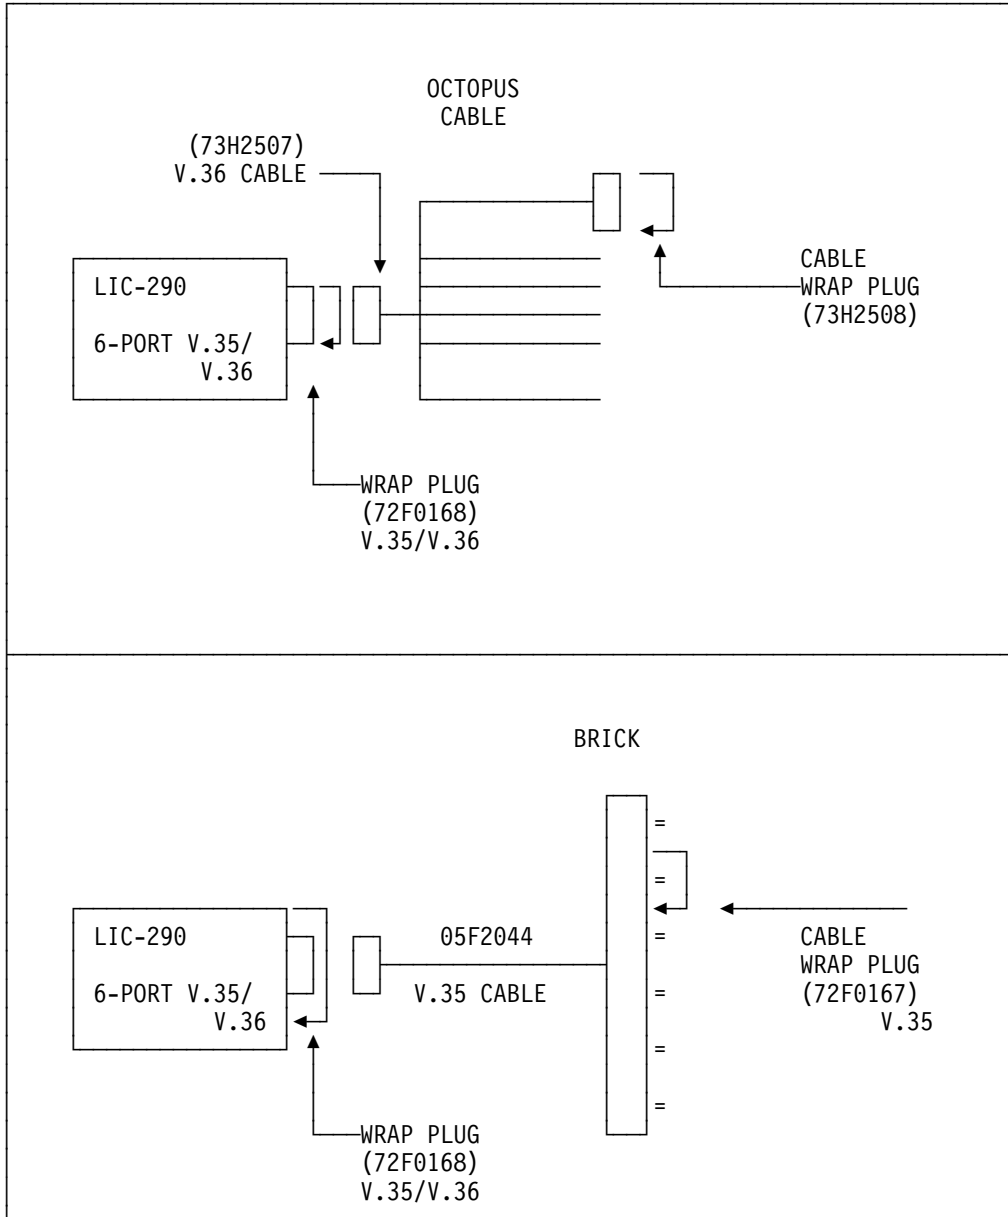 OCTOPUS
CABLE
(73H2507)
V.36 CABLE
LIC-290
6-PORT V.35/
V.36
CABLE
WRAP PLUG
(73H2508)
WRAP PLUG
(72F0168)
V.35/V.36
BRICK
=
=
=
=
=
=
LIC-290
6-PORT V.35/
V.36
05F2044
V.35 CABLE
CABLE
WRAP PLUG
(72F0167)
V.35
WRAP PLUG
(72F0168)
V.35/V.36